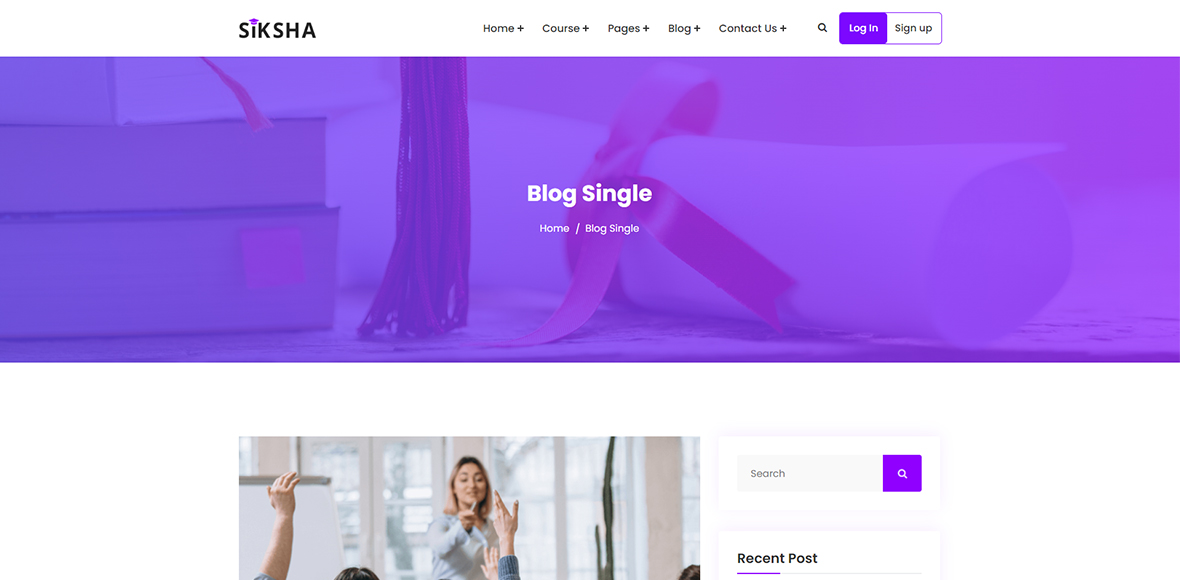 SiKSHA
Home + Course + Pages + Blog + Contact Us + Log In Sign up
Blog Single
Home / Blog Single
Search
Recent Post